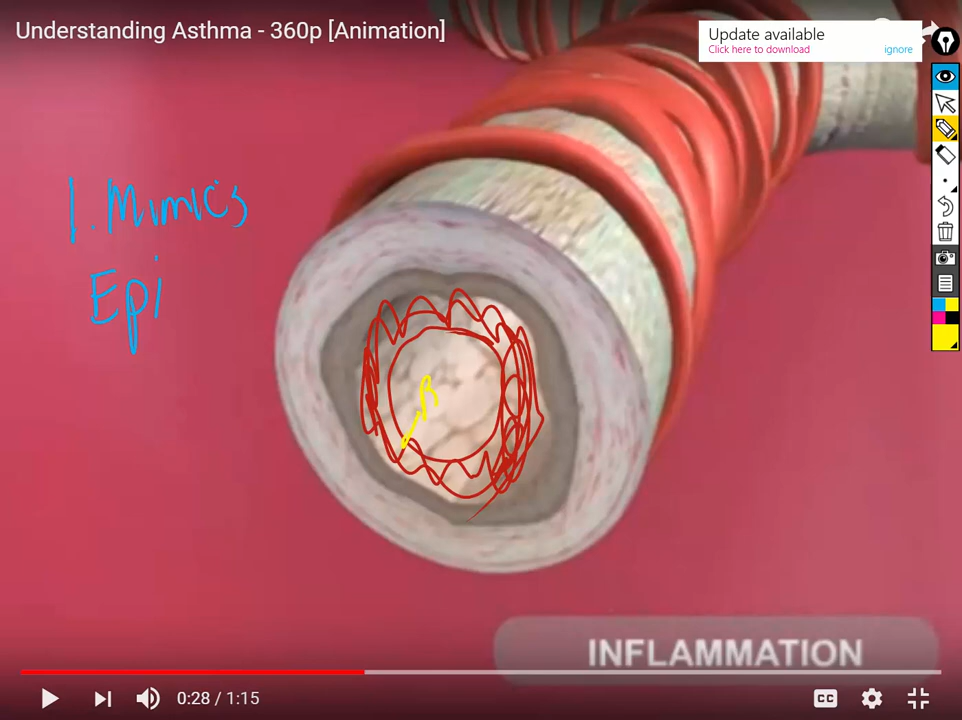 Understanding Asthma - 360p [Animation]
Update available
Click here to download
ignore
1. Mimics
Epi
R
INFLAMMATION
0:28 / 1:15
CC